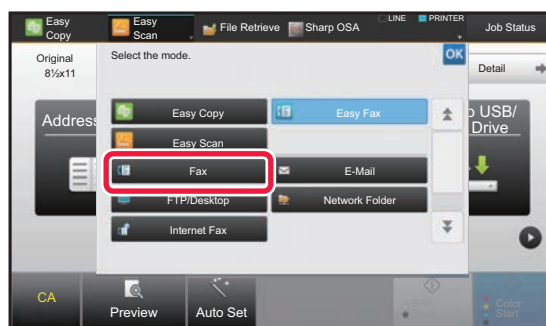 Easy
Copy
Easy
Scan
File Retrieve
Sharp OSA
LINE
PRINTER
Job Status
Original
8½x11
Select the mode.
OK
Detail
Address
o USB/
Drive
Easy Copy
Easy Fax
Easy Scan
Fax
E-Mail
FTP/Desktop
Network Folder
Internet Fax
CA
Preview
Auto Set
B/W
Start
Color
Start